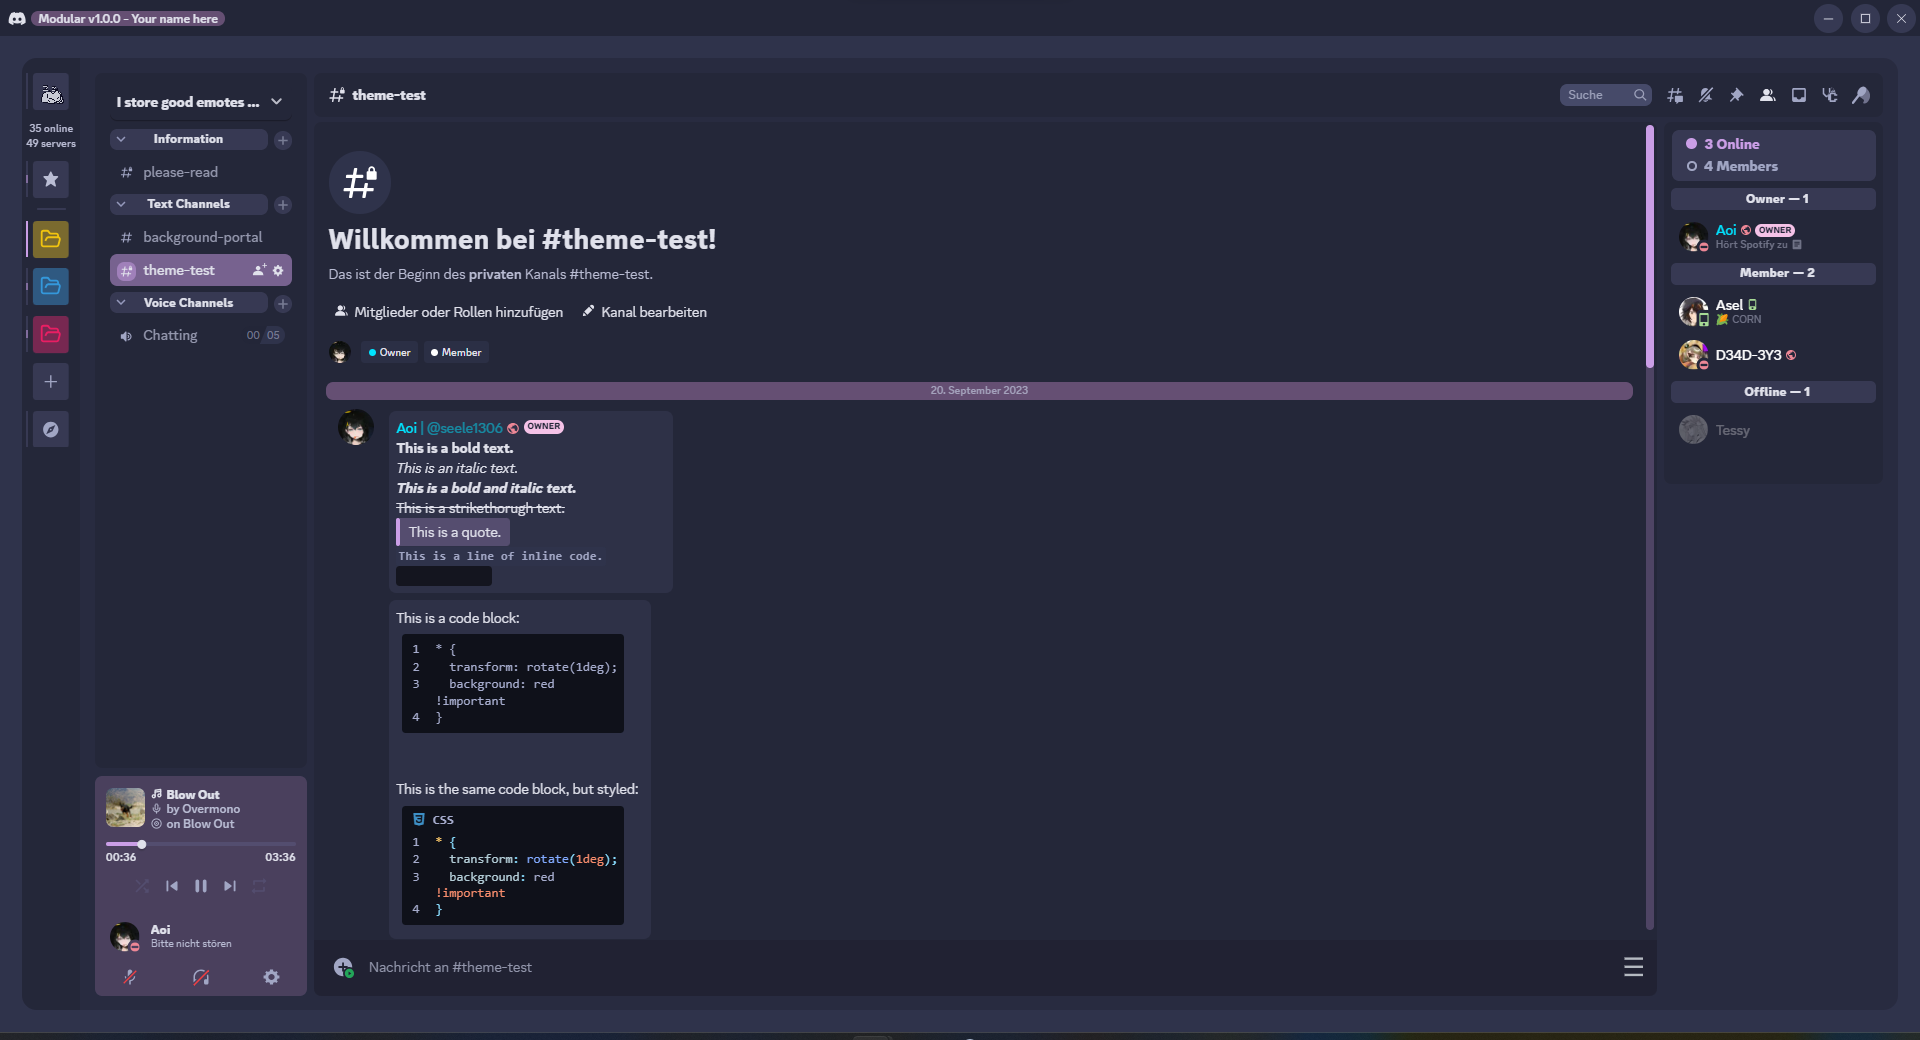 Modular v1.0.0 - Your name here
35 online
49 servers
I store good emotes ...
Information
please-read
Text Channels
background-portal
theme-test
Voice Channels
Chatting
00 05
Blow Out
by Overmono
on Blow Out
00:36
03:36
Aoi
Bitte nicht stören
theme-test
Suche
Willkommen bei #theme-test!
Das ist der Beginn des privaten Kanals #theme-test.
Mitglieder oder Rollen hinzufügen
Kanal bearbeiten
Owner
Member
20. September 2023
Aoi | @seele1306 OWNER
This is a bold text.
This is an italic text.
This is a bold and italic text.
This is a strikethorugh text.
This is a quote.
This is a line of inline code.
This is a code block:
1 * {
2 transform: rotate(1deg);
3 background: red
!important
4 }
This is the same code block, but styled:
CSS
1 * {
2 transform: rotate(1deg);
3 background: red
!important
4 }
Nachricht an #theme-test
3 Online
4 Members
Owner — 1
Aoi OWNER
Hört Spotify zu
Member — 2
Asel
CORN
D34D-3Y3
Offline — 1
Tessy